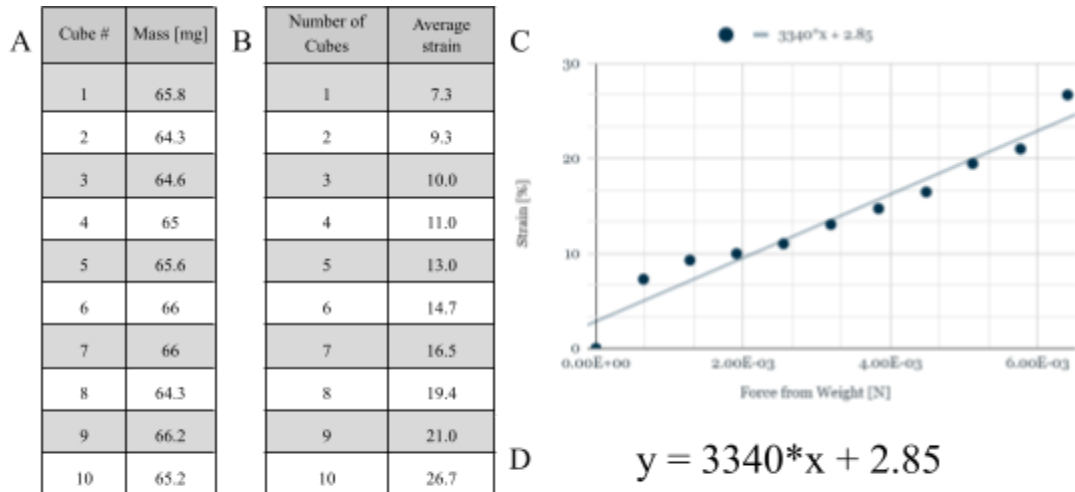 A
Cube # Mass [mg]
1 65.8
2 64.3
3 64.6
4 65
5 65.6
6 66
7 66
8 64.3
9 66.2
10 65.2
B
Number of Cubes Average strain
1 7.3
2 9.3
3 10.0
4 11.0
5 13.0
6 14.7
7 16.5
8 19.4
9 21.0
10 26.7
C
3340*x + 2.85
30
20
10
0
Strain [%]
0.00E+00 2.00E-03 4.00E-03 6.00E-03
Force from Weight [N]
D
y = 3340*x + 2.85